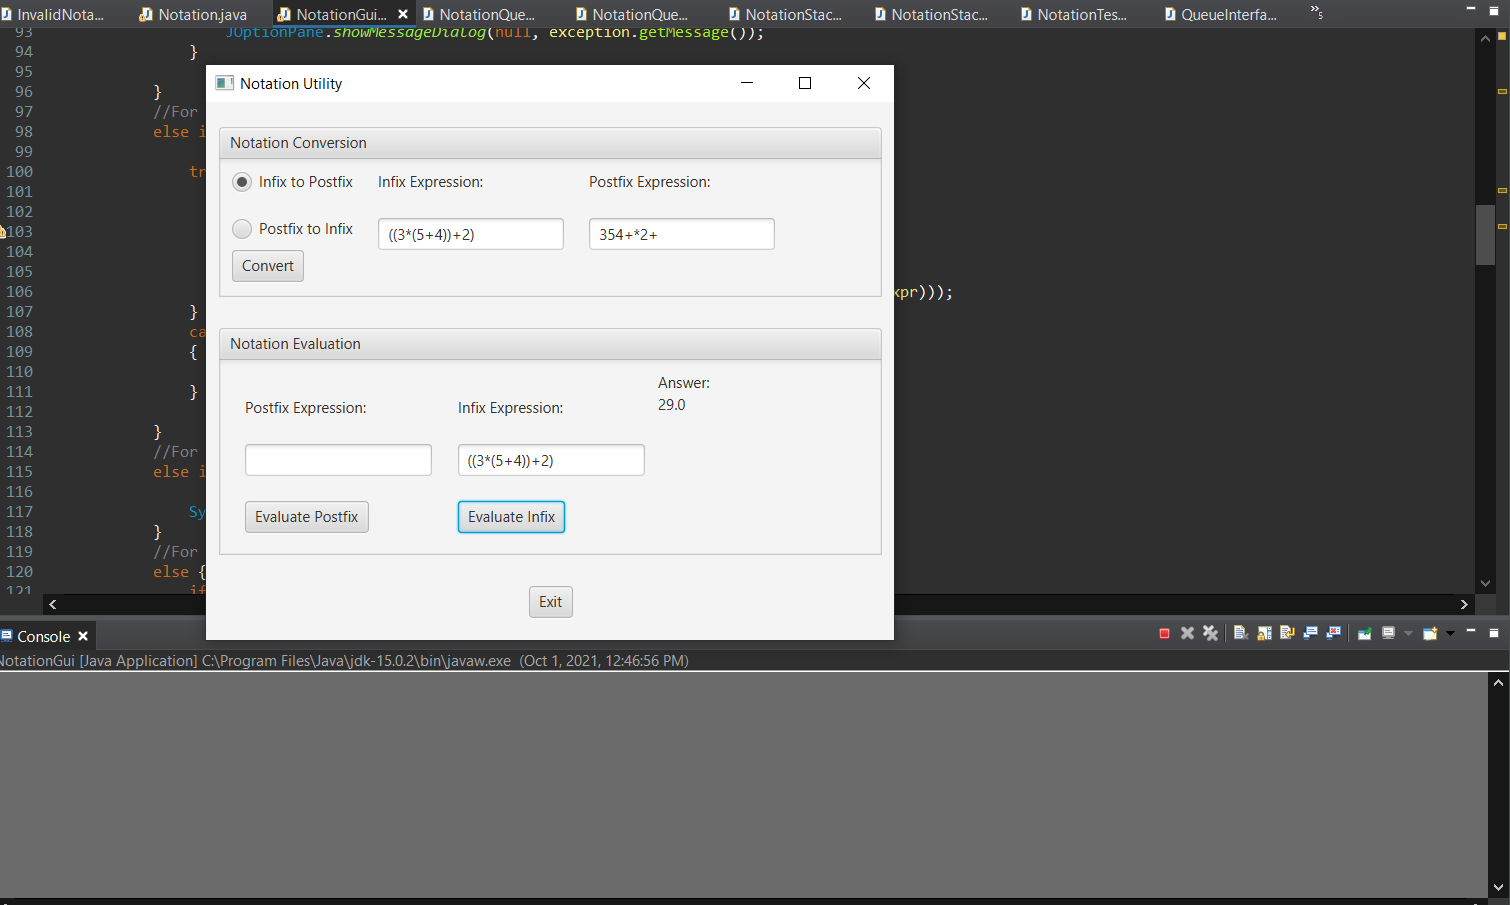 InvalidNota... Notation.java NotationGui... NotationQue... NotationQue... NotationStac... NotationStac... NotationTes... QueueInterfa... »5
93 JOptionPane.showMessageDialog(null, exception.getMessage());
94 }
95
96 }
97 //For
98 else i
99
100 tr
101
102
103
104
105
106 xpr)));
107 }
108 ca
109 {
110
111 }
112
113 }
114 //For
115 else i
116
117 Sy
118 }
119 //For
120 else {
121 if
Notation Utility
Notation Conversion
Infix to Postfix Infix Expression: Postfix Expression:
Postfix to Infix ((3*(5+4))+2) 354+*2+
Convert
Notation Evaluation
Answer:
29.0
Postfix Expression: Infix Expression:
((3*(5+4))+2)
Evaluate Postfix Evaluate Infix
Exit
Console
NotationGui [Java Application] C:\Program Files\Java\jdk-15.0.2\bin\javaw.exe (Oct 1, 2021, 12:46:56 PM)